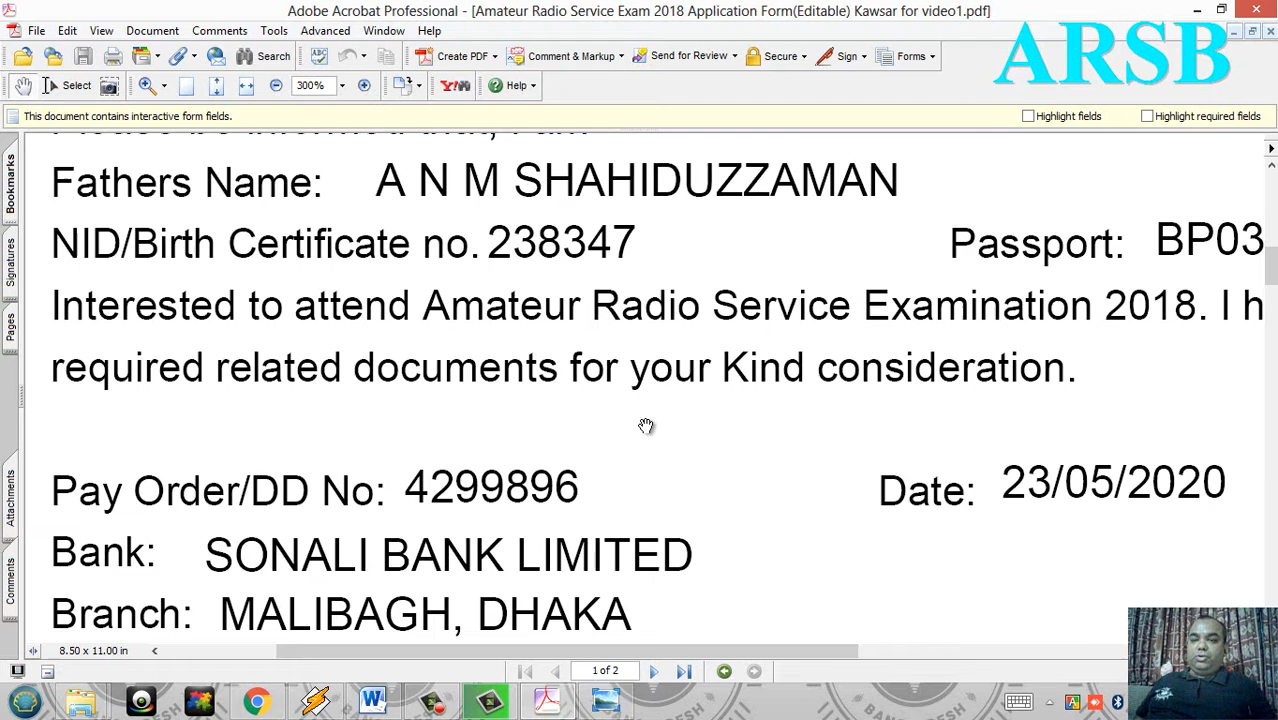 Adobe Acrobat Professional - [Amateur Radio Service Exam 2018 Application Form(Editable) Kawsar for video1.pdf]
File Edit View Document Comments Tools Advanced Window Help
ARSB
Search Create PDF Comment & Markup Send for Review Secure Sign Forms
Select 300% Y! Help
This document contains interactive form fields. Highlight fields Highlight required fields
Bookmarks
Signatures
Pages
Attachments
Comments
Fathers Name: A N M SHAHIDUZZAMAN
NID/Birth Certificate no. 238347 Passport: BP03
Interested to attend Amateur Radio Service Examination 2018. I h
required related documents for your Kind consideration.
Pay Order/DD No: 4299896 Date: 23/05/2020
Bank: SONALI BANK LIMITED
Branch: MALIBAGH, DHAKA
8.50 x 11.00 in
1 of 2